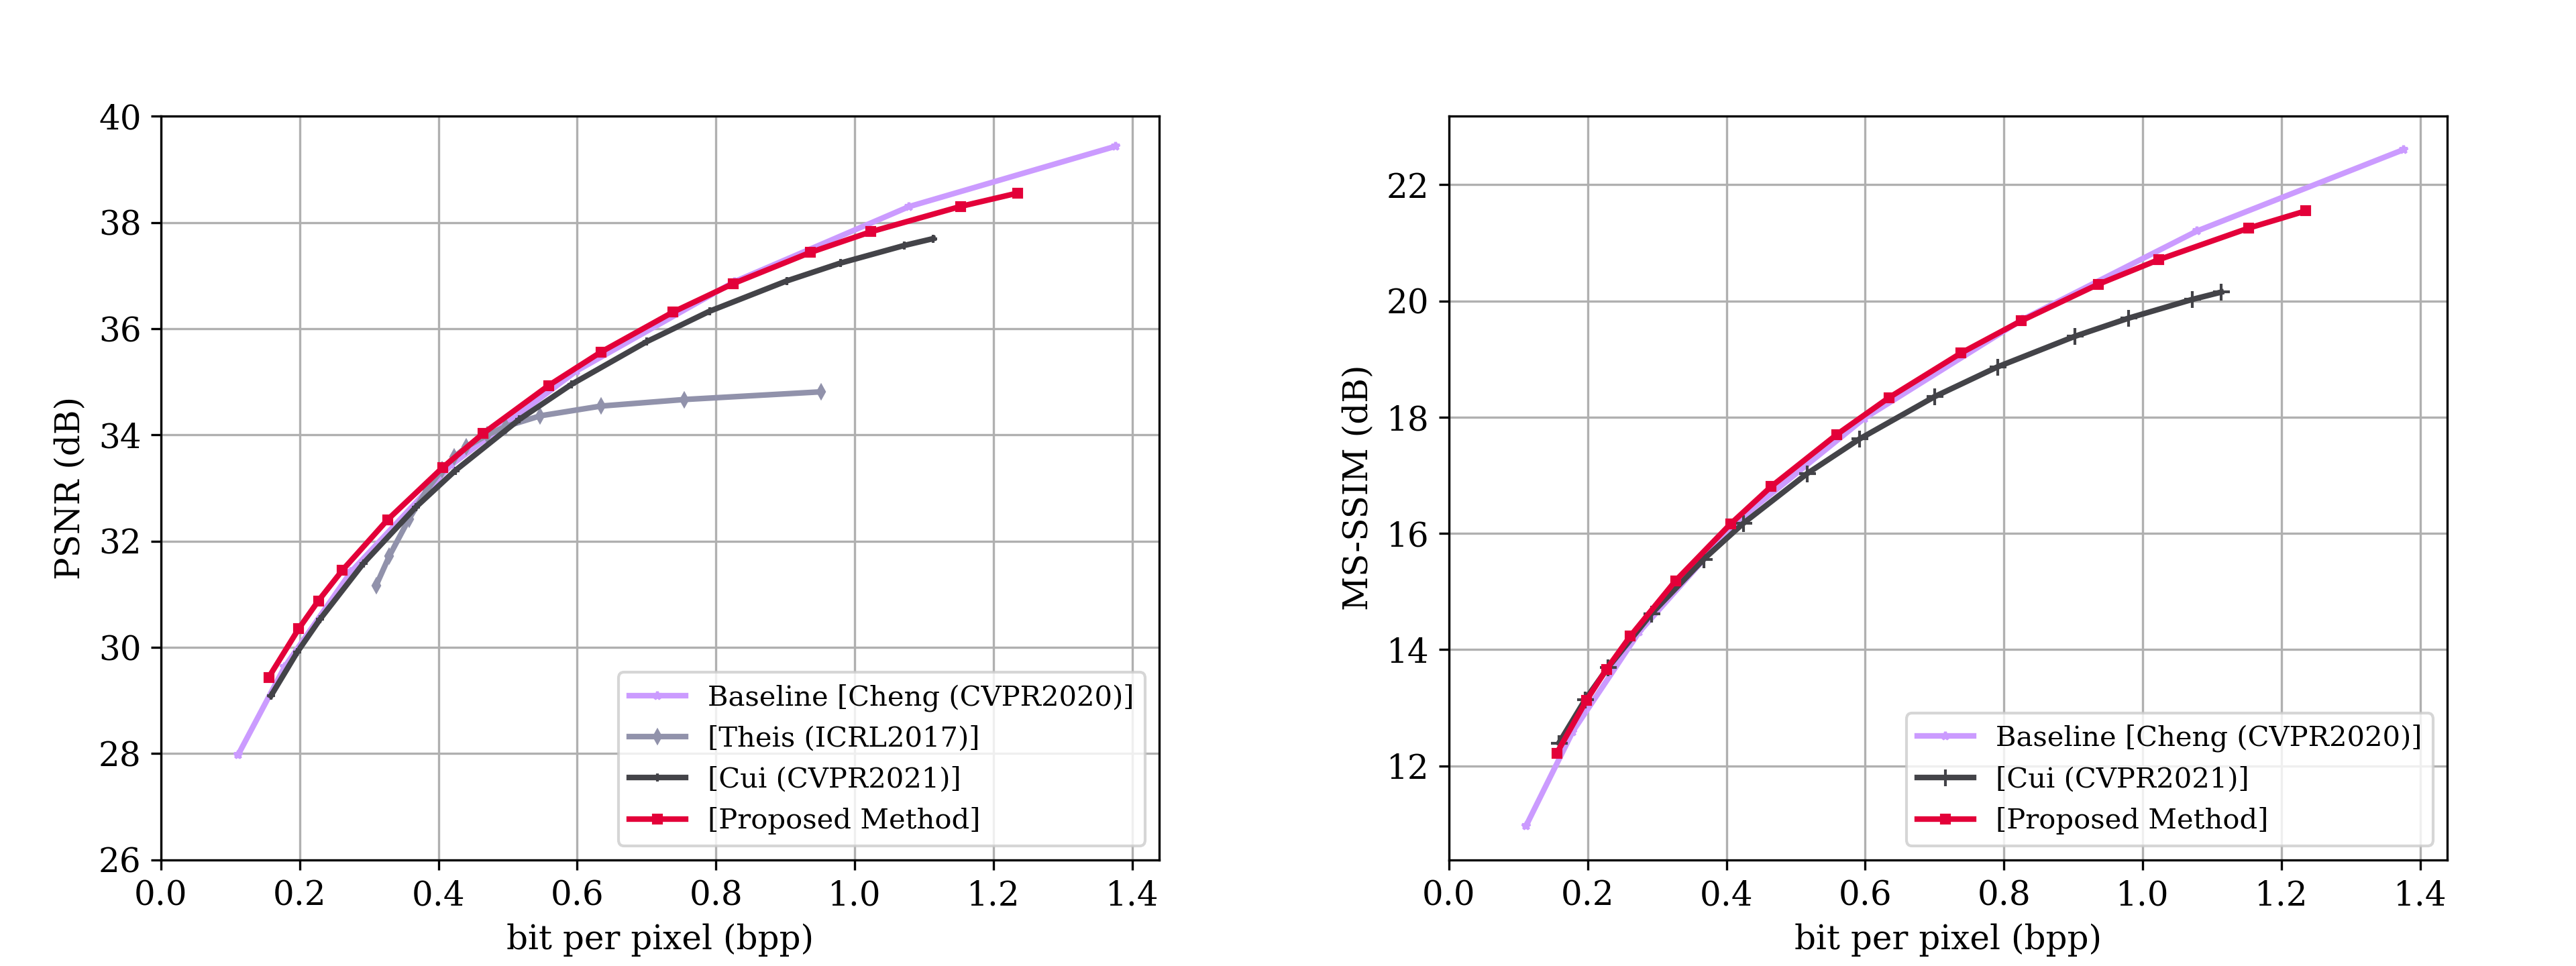 40
38
36
34
32
30
28
26
PSNR (dB)
0.0 0.2 0.4 0.6 0.8 1.0 1.2 1.4
bit per pixel (bpp)
Baseline [Cheng (CVPR2020)]
[Theis (ICRL2017)]
[Cui (CVPR2021)]
[Proposed Method]
22
20
18
16
14
12
MS-SSIM (dB)
0.0 0.2 0.4 0.6 0.8 1.0 1.2 1.4
bit per pixel (bpp)
Baseline [Cheng (CVPR2020)]
[Cui (CVPR2021)]
[Proposed Method]